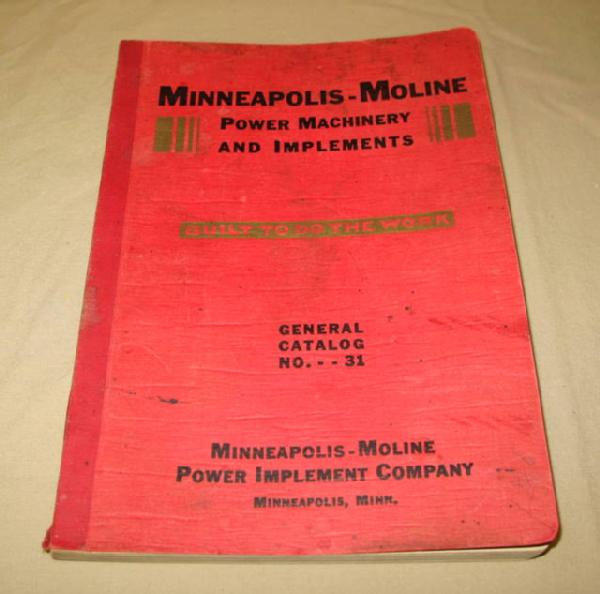 MINNEAPOLIS-MOLINE
POWER MACHINERY
AND IMPLEMENTS
BUILT TO DO THE WORK
GENERAL
CATALOG
NO. - - 31
MINNEAPOLIS-MOLINE
POWER IMPLEMENT COMPANY
MINNEAPOLIS, MINN.